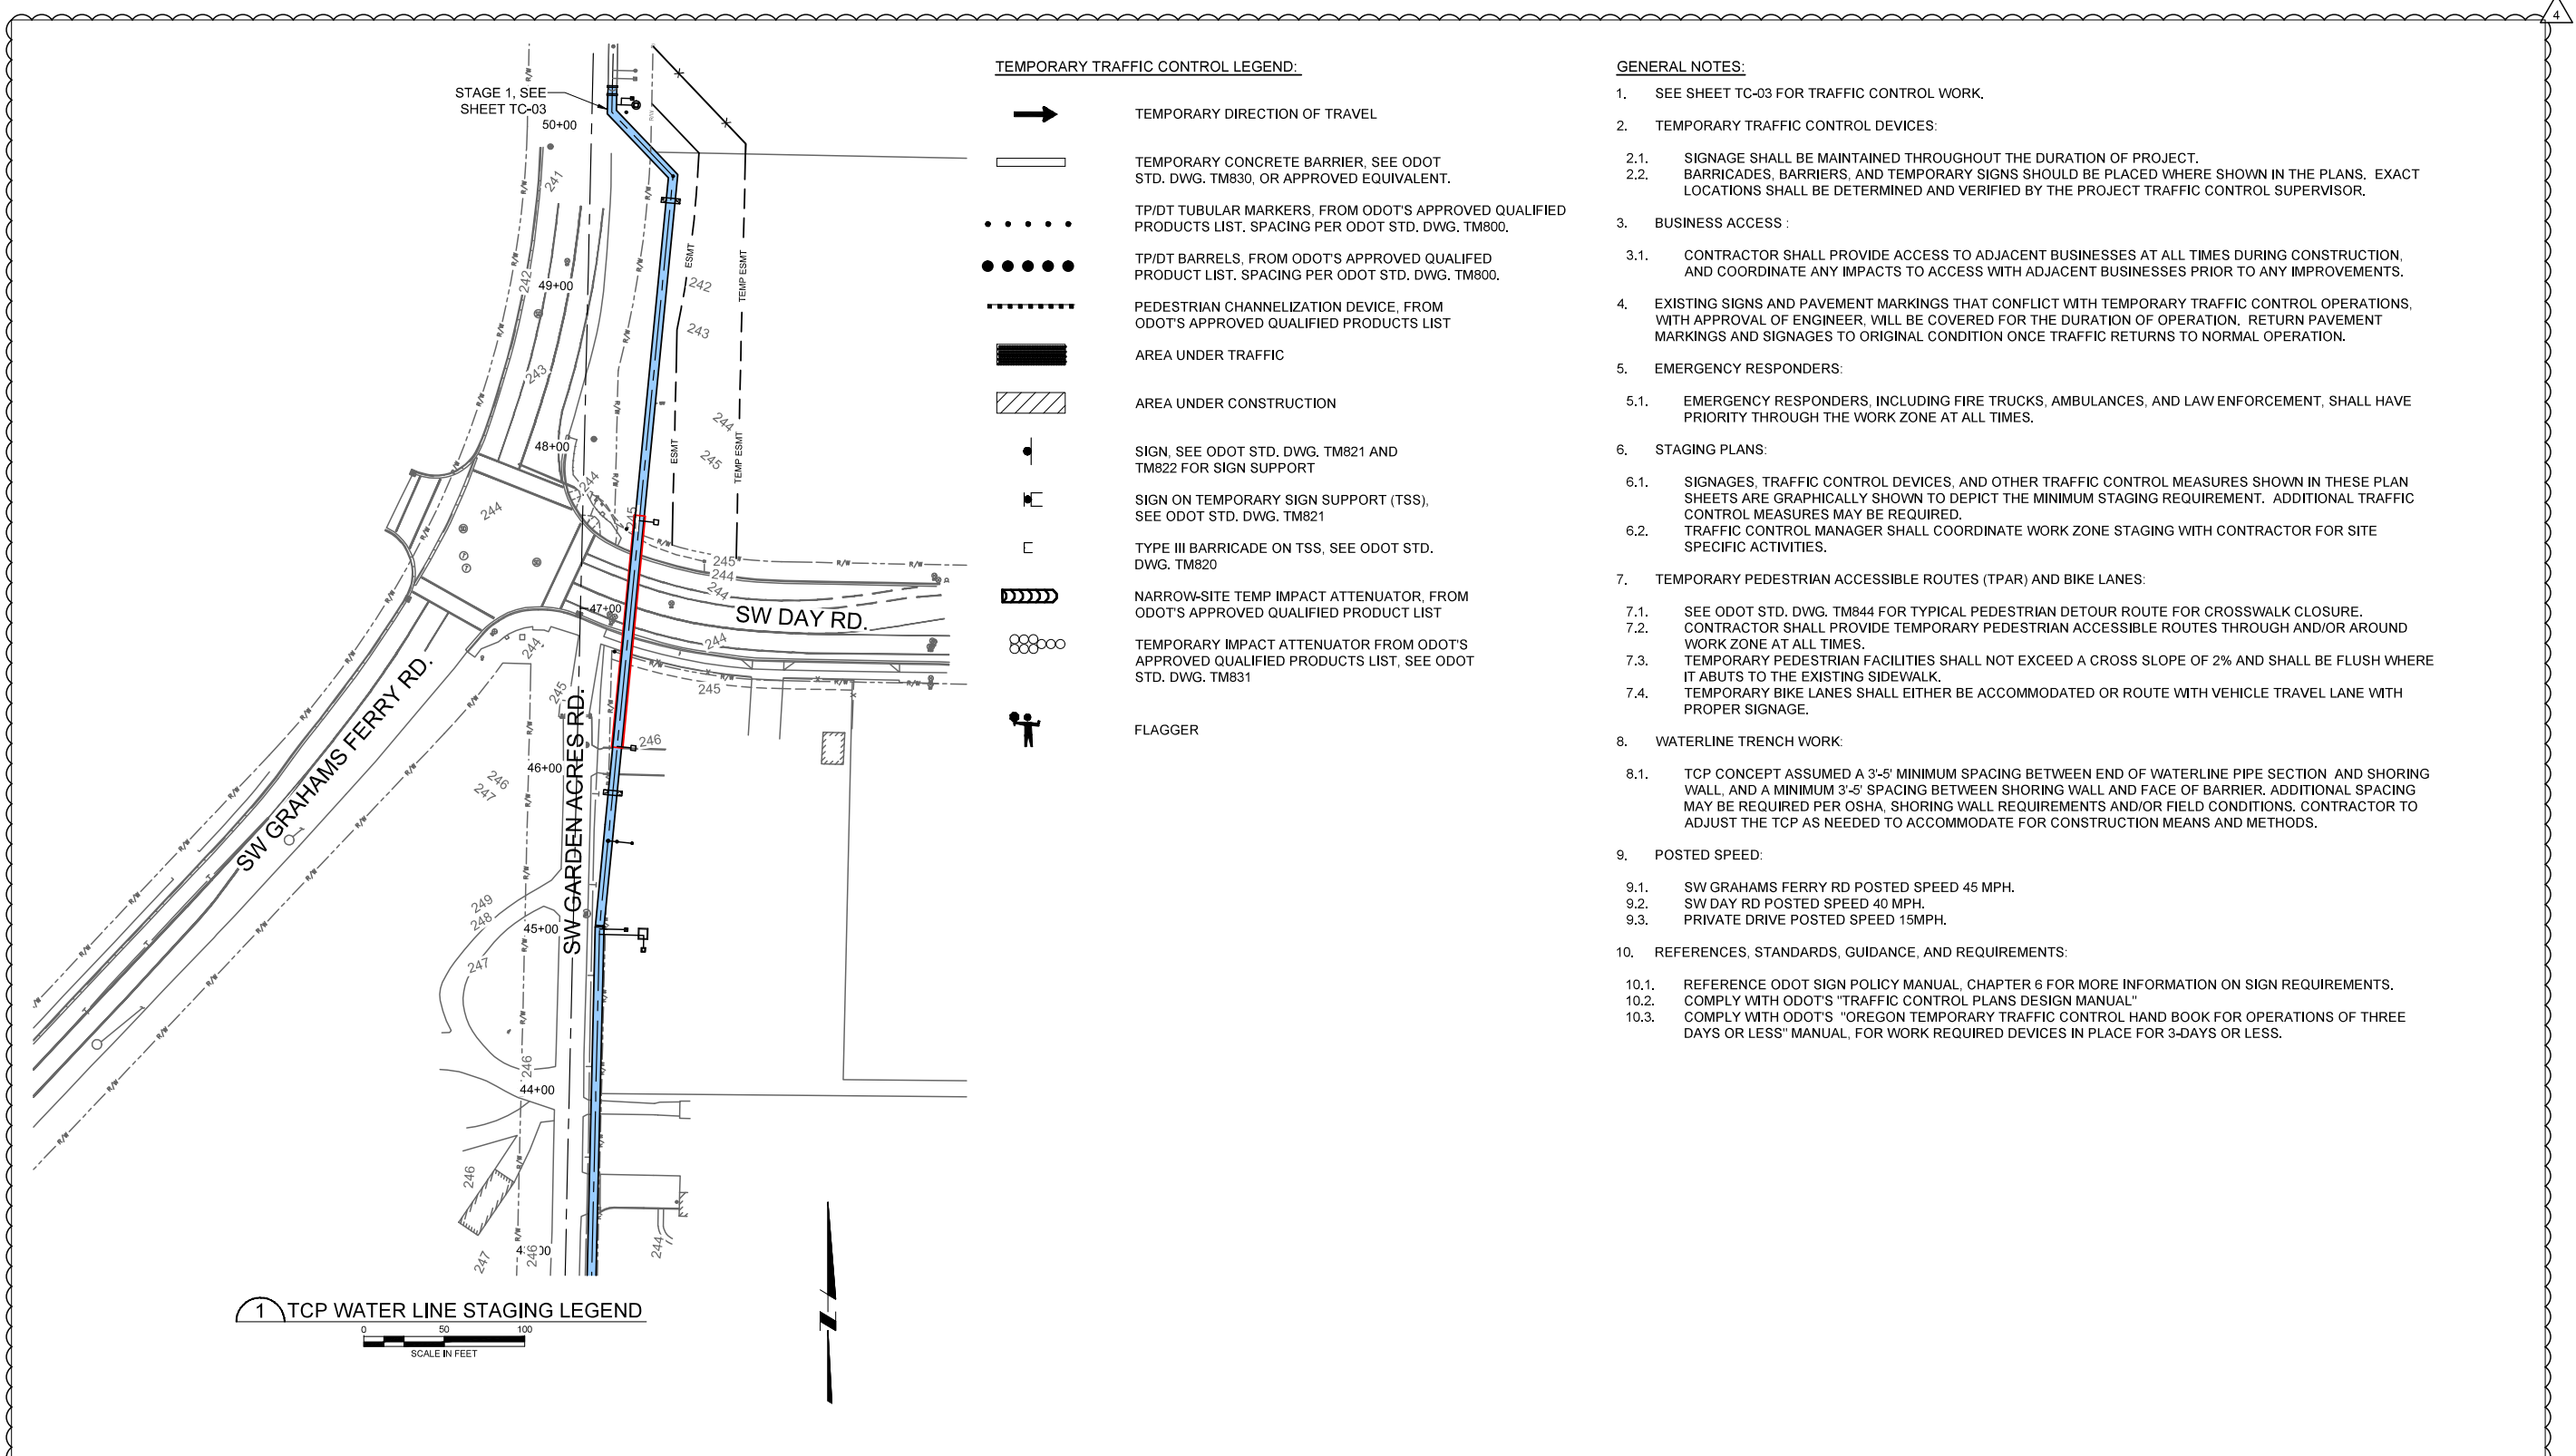 4
STAGE 1, SEE
SHEET TC-03
50+00
241
242
49+00
243
48+00
244
244
245
ESMT
TEMP ESMT
242
243
244
245
ESMT
TEMP ESMT
R/W
245
244
244
47+00
SW DAY RD.
244
245
244
245
246
46+00
246
247
SW GRAHAMS FERRY RD.
SW GARDEN ACRES RD.
249
248
45+00
247
246
44+00
246
247
246
244
1 TCP WATER LINE STAGING LEGEND
0 50 100
SCALE IN FEET
N
TEMPORARY TRAFFIC CONTROL LEGEND:
TEMPORARY DIRECTION OF TRAVEL
TEMPORARY CONCRETE BARRIER, SEE ODOT
STD. DWG. TM830, OR APPROVED EQUIVALENT.
TP/DT TUBULAR MARKERS, FROM ODOT'S APPROVED QUALIFIED
PRODUCTS LIST. SPACING PER ODOT STD. DWG. TM800.
TP/DT BARRELS, FROM ODOT'S APPROVED QUALIFED
PRODUCT LIST. SPACING PER ODOT STD. DWG. TM800.
PEDESTRIAN CHANNELIZATION DEVICE, FROM
ODOT'S APPROVED QUALIFIED PRODUCTS LIST
AREA UNDER TRAFFIC
AREA UNDER CONSTRUCTION
SIGN, SEE ODOT STD. DWG. TM821 AND
TM822 FOR SIGN SUPPORT
SIGN ON TEMPORARY SIGN SUPPORT (TSS),
SEE ODOT STD. DWG. TM821
TYPE III BARRICADE ON TSS, SEE ODOT STD.
DWG. TM820
NARROW-SITE TEMP IMPACT ATTENUATOR, FROM
ODOT'S APPROVED QUALIFIED PRODUCT LIST
TEMPORARY IMPACT ATTENUATOR FROM ODOT'S
APPROVED QUALIFIED PRODUCTS LIST, SEE ODOT
STD. DWG. TM831
FLAGGER
GENERAL NOTES:
1. SEE SHEET TC-03 FOR TRAFFIC CONTROL WORK.
2. TEMPORARY TRAFFIC CONTROL DEVICES:
2.1. SIGNAGE SHALL BE MAINTAINED THROUGHOUT THE DURATION OF PROJECT.
2.2. BARRICADES, BARRIERS, AND TEMPORARY SIGNS SHOULD BE PLACED WHERE SHOWN IN THE PLANS. EXACT
LOCATIONS SHALL BE DETERMINED AND VERIFIED BY THE PROJECT TRAFFIC CONTROL SUPERVISOR.
3. BUSINESS ACCESS :
3.1. CONTRACTOR SHALL PROVIDE ACCESS TO ADJACENT BUSINESSES AT ALL TIMES DURING CONSTRUCTION,
AND COORDINATE ANY IMPACTS TO ACCESS WITH ADJACENT BUSINESSES PRIOR TO ANY IMPROVEMENTS.
4. EXISTING SIGNS AND PAVEMENT MARKINGS THAT CONFLICT WITH TEMPORARY TRAFFIC CONTROL OPERATIONS,
WITH APPROVAL OF ENGINEER, WILL BE COVERED FOR THE DURATION OF OPERATION. RETURN PAVEMENT
MARKINGS AND SIGNAGES TO ORIGINAL CONDITION ONCE TRAFFIC RETURNS TO NORMAL OPERATION.
5. EMERGENCY RESPONDERS:
5.1. EMERGENCY RESPONDERS, INCLUDING FIRE TRUCKS, AMBULANCES, AND LAW ENFORCEMENT, SHALL HAVE
PRIORITY THROUGH THE WORK ZONE AT ALL TIMES.
6. STAGING PLANS:
6.1. SIGNAGES, TRAFFIC CONTROL DEVICES, AND OTHER TRAFFIC CONTROL MEASURES SHOWN IN THESE PLAN
SHEETS ARE GRAPHICALLY SHOWN TO DEPICT THE MINIMUM STAGING REQUIREMENT. ADDITIONAL TRAFFIC
CONTROL MEASURES MAY BE REQUIRED.
6.2. TRAFFIC CONTROL MANAGER SHALL COORDINATE WORK ZONE STAGING WITH CONTRACTOR FOR SITE
SPECIFIC ACTIVITIES.
7. TEMPORARY PEDESTRIAN ACCESSIBLE ROUTES (TPAR) AND BIKE LANES:
7.1. SEE ODOT STD. DWG. TM844 FOR TYPICAL PEDESTRIAN DETOUR ROUTE FOR CROSSWALK CLOSURE.
7.2. CONTRACTOR SHALL PROVIDE TEMPORARY PEDESTRIAN ACCESSIBLE ROUTES THROUGH AND/OR AROUND
WORK ZONE AT ALL TIMES.
7.3. TEMPORARY PEDESTRIAN FACILITIES SHALL NOT EXCEED A CROSS SLOPE OF 2% AND SHALL BE FLUSH WHERE
IT ABUTS TO THE EXISTING SIDEWALK.
7.4. TEMPORARY BIKE LANES SHALL EITHER BE ACCOMMODATED OR ROUTE WITH VEHICLE TRAVEL LANE WITH
PROPER SIGNAGE.
8. WATERLINE TRENCH WORK:
8.1. TCP CONCEPT ASSUMED A 3'-5' MINIMUM SPACING BETWEEN END OF WATERLINE PIPE SECTION AND SHORING
WALL, AND A MINIMUM 3'-5' SPACING BETWEEN SHORING WALL AND FACE OF BARRIER. ADDITIONAL SPACING
MAY BE REQUIRED PER OSHA, SHORING WALL REQUIREMENTS AND/OR FIELD CONDITIONS. CONTRACTOR TO
ADJUST THE TCP AS NEEDED TO ACCOMMODATE FOR CONSTRUCTION MEANS AND METHODS.
9. POSTED SPEED:
9.1. SW GRAHAMS FERRY RD POSTED SPEED 45 MPH.
9.2. SW DAY RD POSTED SPEED 40 MPH.
9.3. PRIVATE DRIVE POSTED SPEED 15MPH.
10. REFERENCES, STANDARDS, GUIDANCE, AND REQUIREMENTS:
10.1. REFERENCE ODOT SIGN POLICY MANUAL, CHAPTER 6 FOR MORE INFORMATION ON SIGN REQUIREMENTS.
10.2. COMPLY WITH ODOT'S "TRAFFIC CONTROL PLANS DESIGN MANUAL"
10.3. COMPLY WITH ODOT'S "OREGON TEMPORARY TRAFFIC CONTROL HAND BOOK FOR OPERATIONS OF THREE
DAYS OR LESS" MANUAL, FOR WORK REQUIRED DEVICES IN PLACE FOR 3-DAYS OR LESS.